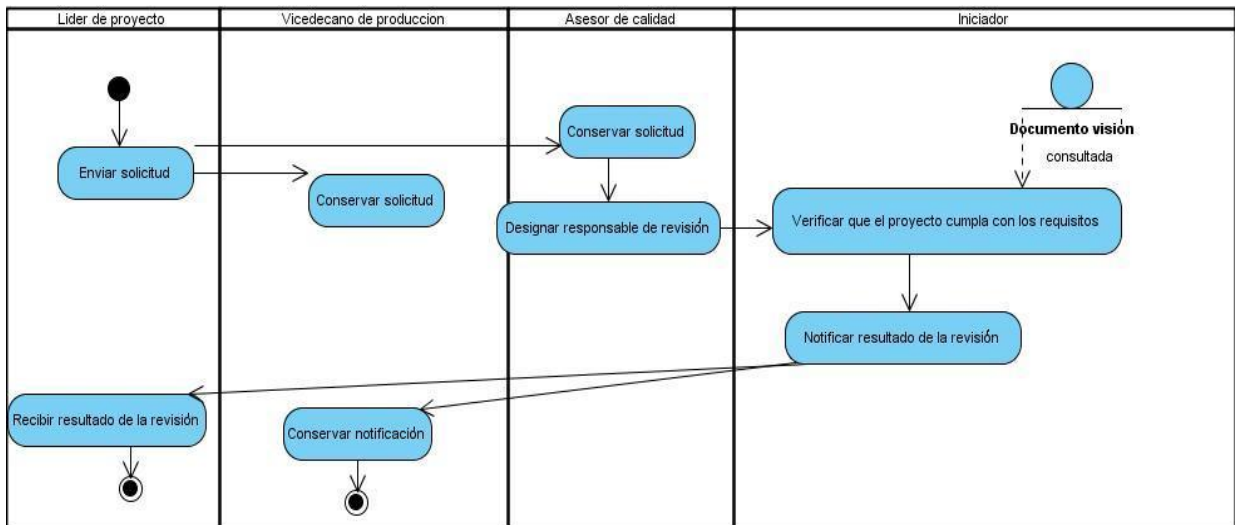 Lider de proyecto
Vicedecano de produccion
Asesor de calidad
Iniciador
Enviar solicitud
Conservar solicitud
Conservar solicitud
Designar responsable de revisión
Documento visión
consultada
Verificar que el proyecto cumpla con los requisitos
Notificar resultado de la revisión
Recibir resultado de la revisión
Conservar notificación